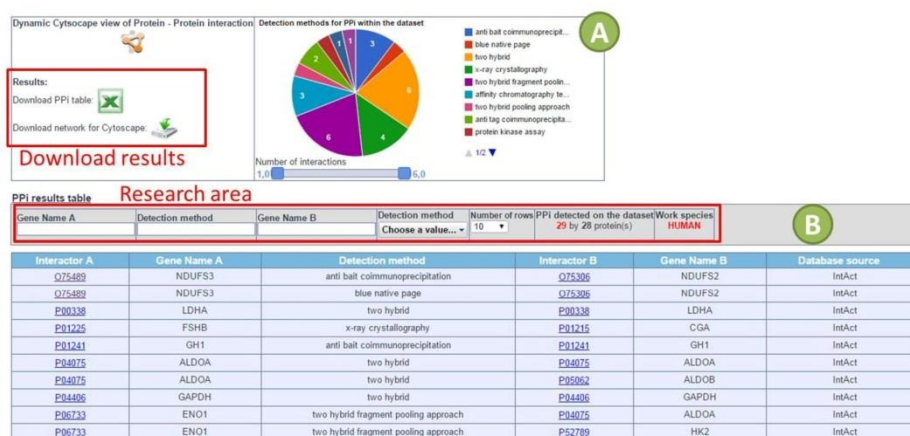 Dynamic Cytsocape view of Protein - Protein interaction
Results:
Download PPi table:
Download network for Cytoscape:
Download results
Detection methods for PPi within the dataset
3
6
4
6
3
2
1
1
anti bait coimmunoprecipit...
blue native page
two hybrid
x-ray crystallography
two hybrid fragment poolin...
affinity chromatography te...
two hybrid pooling approach
anti tag coimmunoprecipita...
protein kinase assay
1/2
Number of interactions
1,0 6,0
A
PPi results table Research area
Gene Name A Detection method Gene Name B Detection method Number of rows PPi detected on the dataset Work species
Choose a value... 10 29 by 28 protein(s) HUMAN
B
Interactor A Gene Name A Detection method Interactor B Gene Name B Database source
O75489 NDUFS3 anti bait coimmunoprecipitation O75306 NDUFS2 IntAct
O75489 NDUFS3 blue native page O75306 NDUFS2 IntAct
P00338 LDHA two hybrid P00338 LDHA IntAct
P01225 FSHB x-ray crystallography P01215 CGA IntAct
P01241 GH1 anti bait coimmunoprecipitation P01241 GH1 IntAct
P04075 ALDOA two hybrid P04075 ALDOA IntAct
P04075 ALDOA two hybrid P05062 ALDOB IntAct
P04406 GAPDH two hybrid P04406 GAPDH IntAct
P06733 ENO1 two hybrid fragment pooling approach P04075 ALDOA IntAct
P06733 ENO1 two hybrid fragment pooling approach P52789 HK2 IntAct